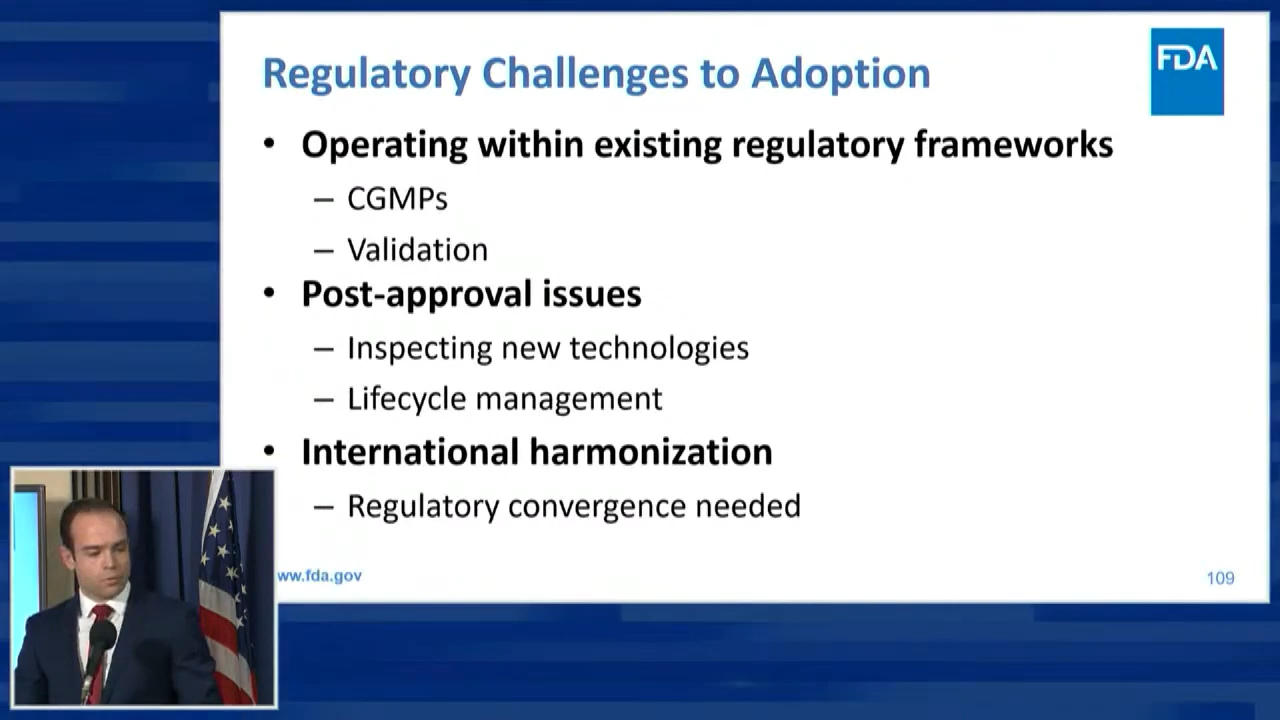 Regulatory Challenges to Adoption
FDA
• Operating within existing regulatory frameworks
– CGMPs
– Validation
• Post-approval issues
– Inspecting new technologies
– Lifecycle management
• International harmonization
– Regulatory convergence needed
ww.fda.gov
109